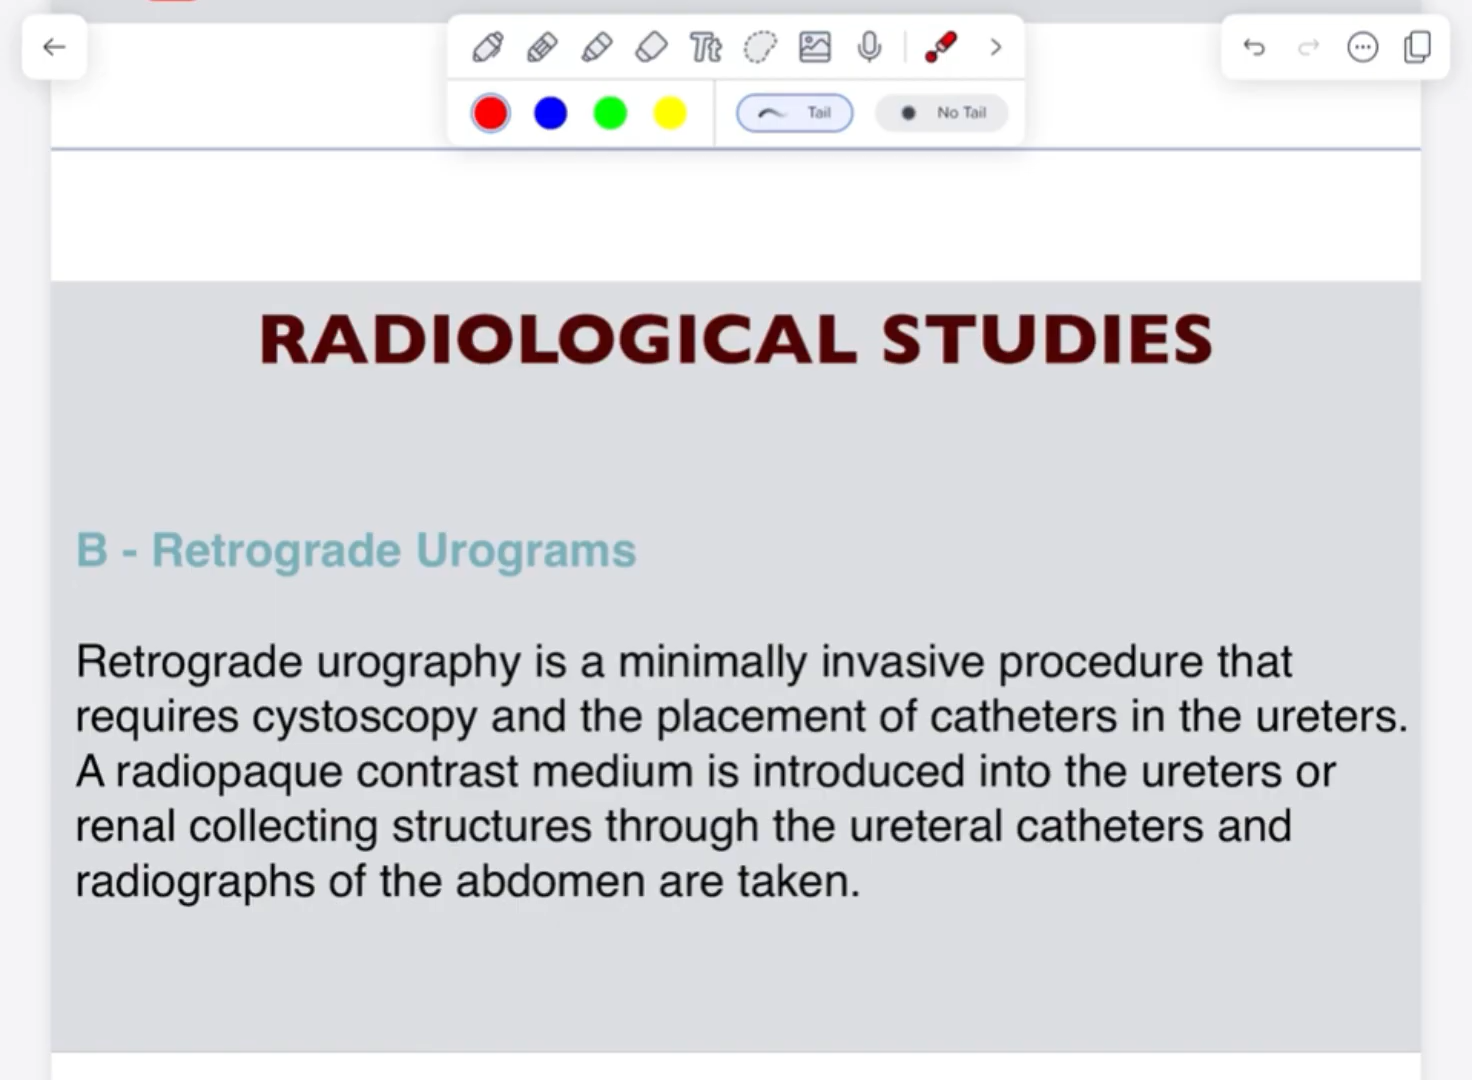 Tt
Tail
No Tail
RADIOLOGICAL STUDIES
B - Retrograde Urograms
Retrograde urography is a minimally invasive procedure that
requires cystoscopy and the placement of catheters in the ureters.
A radiopaque contrast medium is introduced into the ureters or
renal collecting structures through the ureteral catheters and
radiographs of the abdomen are taken.